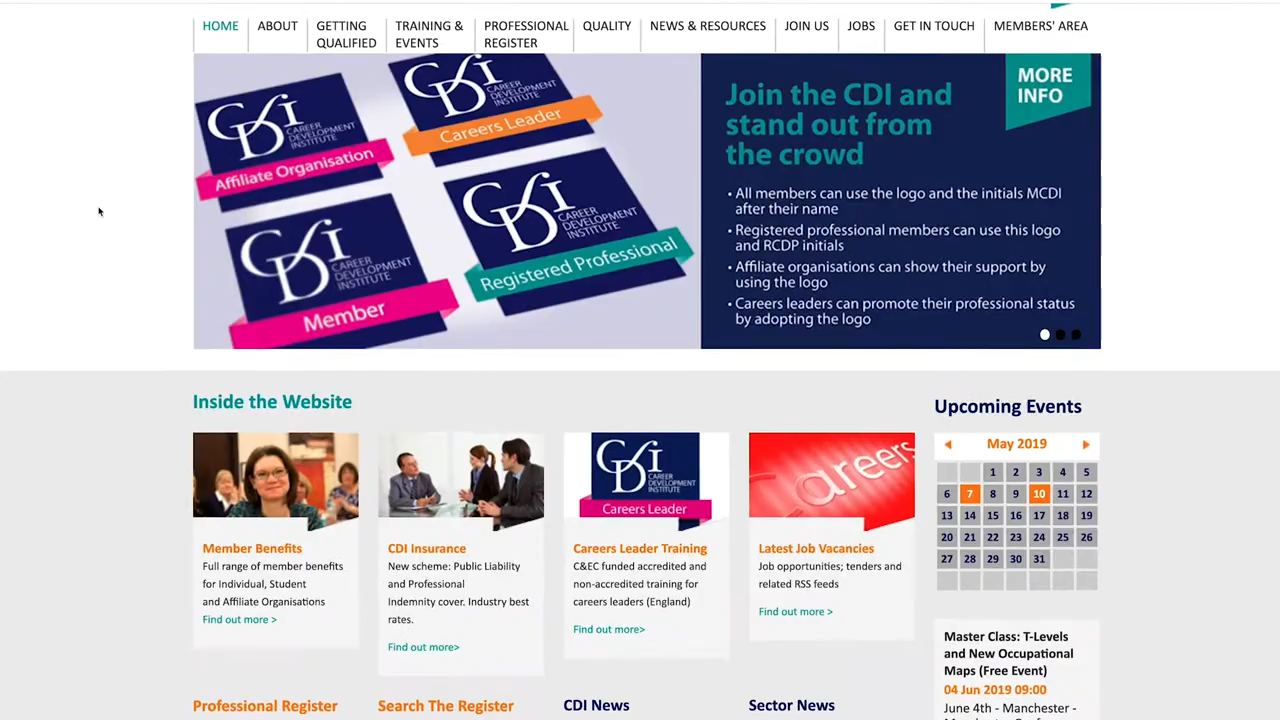 HOME
ABOUT
GETTING
QUALIFIED
TRAINING &
EVENTS
PROFESSIONAL
REGISTER
QUALITY
NEWS & RESOURCES
JOIN US
JOBS
GET IN TOUCH
MEMBERS' AREA
CDI CAREER
DEVELOPMENT
INSTITUTE
Affiliate Organisation
CDI CAREER
DEVELOPMENT
INSTITUTE
Careers Leader
CDI CAREER
DEVELOPMENT
INSTITUTE
Member
CDI CAREER
DEVELOPMENT
INSTITUTE
Registered Professional
Join the CDI and
stand out from
the crowd
MORE
INFO
• All members can use the logo and the initials MCDI
after their name
• Registered professional members can use this logo
and RCDP initials
• Affiliate organisations can show their support by
using the logo
• Careers leaders can promote their professional status
by adopting the logo
Inside the Website
Member Benefits
Full range of member benefits
for Individual, Student
and Affiliate Organisations
Find out more >
CDI Insurance
New scheme: Public Liability
and Professional
Indemnity cover. Industry best
rates.
Find out more>
CDI CAREER
DEVELOPMENT
INSTITUTE
Careers Leader
Careers Leader Training
C&EC funded accredited and
non-accredited training for
careers leaders (England)
Find out more>
Careers
Latest Job Vacancies
Job opportunities; tenders and
related RSS feeds
Find out more >
Upcoming Events
May 2019
1 2 3 4 5
6 7 8 9 10 11 12
13 14 15 16 17 18 19
20 21 22 23 24 25 26
27 28 29 30 31
Master Class: T-Levels
and New Occupational
Maps (Free Event)
04 Jun 2019 09:00
June 4th - Manchester -
Professional Register
Search The Register
CDI News
Sector News